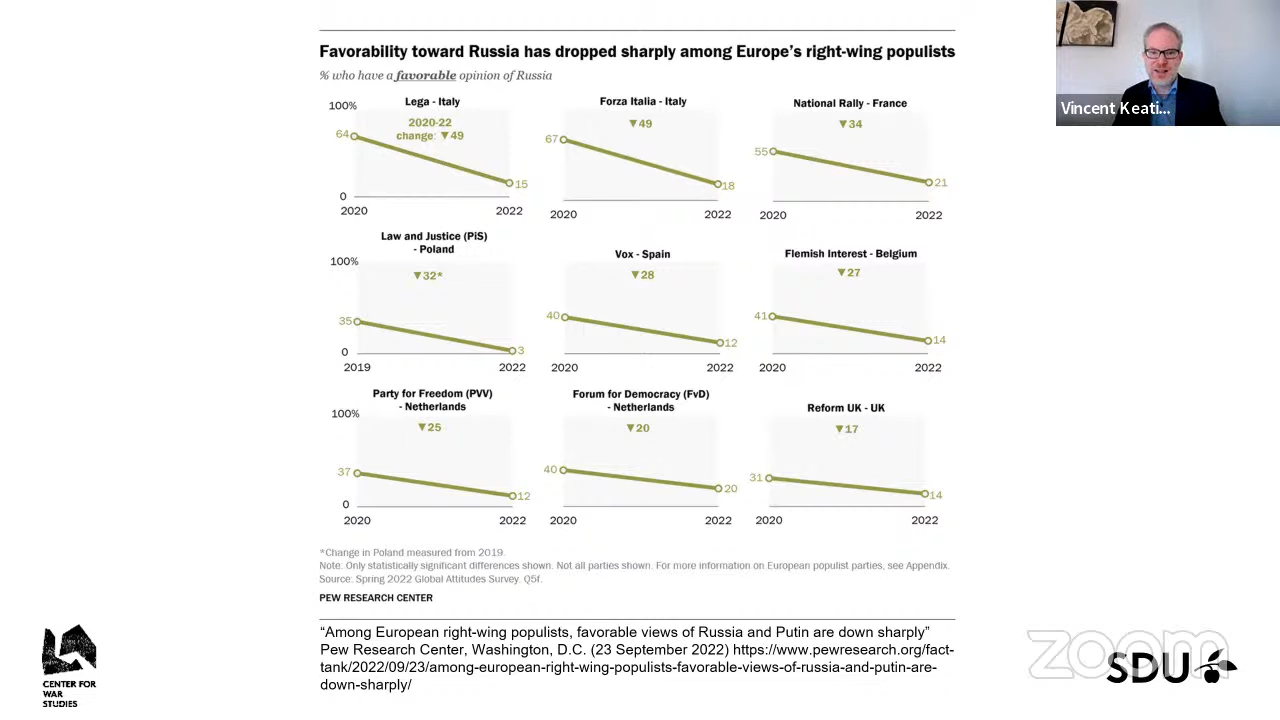 Favorability toward Russia has dropped sharply among Europe's right-wing populists
% who have a favorable opinion of Russia
Lega - Italy
100%
2020-22
change: ▼49
64
15
0
2020
2022
Forza Italia - Italy
▼49
67
18
2020
2022
National Rally - France
▼34
55
21
2020
2022
Law and Justice (PiS)
- Poland
100%
▼32*
35
3
0
2019
2022
Vox - Spain
▼28
40
12
2020
2022
Flemish Interest - Belgium
▼27
41
14
2020
2022
Party for Freedom (PVV)
- Netherlands
100%
▼25
37
12
0
2020
2022
Forum for Democracy (FvD)
- Netherlands
▼20
40
20
2020
2022
Reform UK - UK
▼17
31
14
2020
2022
*Change in Poland measured from 2019.
Note: Only statistically significant differences shown. Not all parties shown. For more information on European populist parties, see Appendix.
Source: Spring 2022 Global Attitudes Survey. Q5f.
PEW RESEARCH CENTER
“Among European right-wing populists, favorable views of Russia and Putin are down sharply”
Pew Research Center, Washington, D.C. (23 September 2022) https://www.pewresearch.org/fact-
tank/2022/09/23/among-european-right-wing-populists-favorable-views-of-russia-and-putin-are-
down-sharply/
Vincent Keati...
CENTER FOR
WAR
STUDIES
zoom
SDU